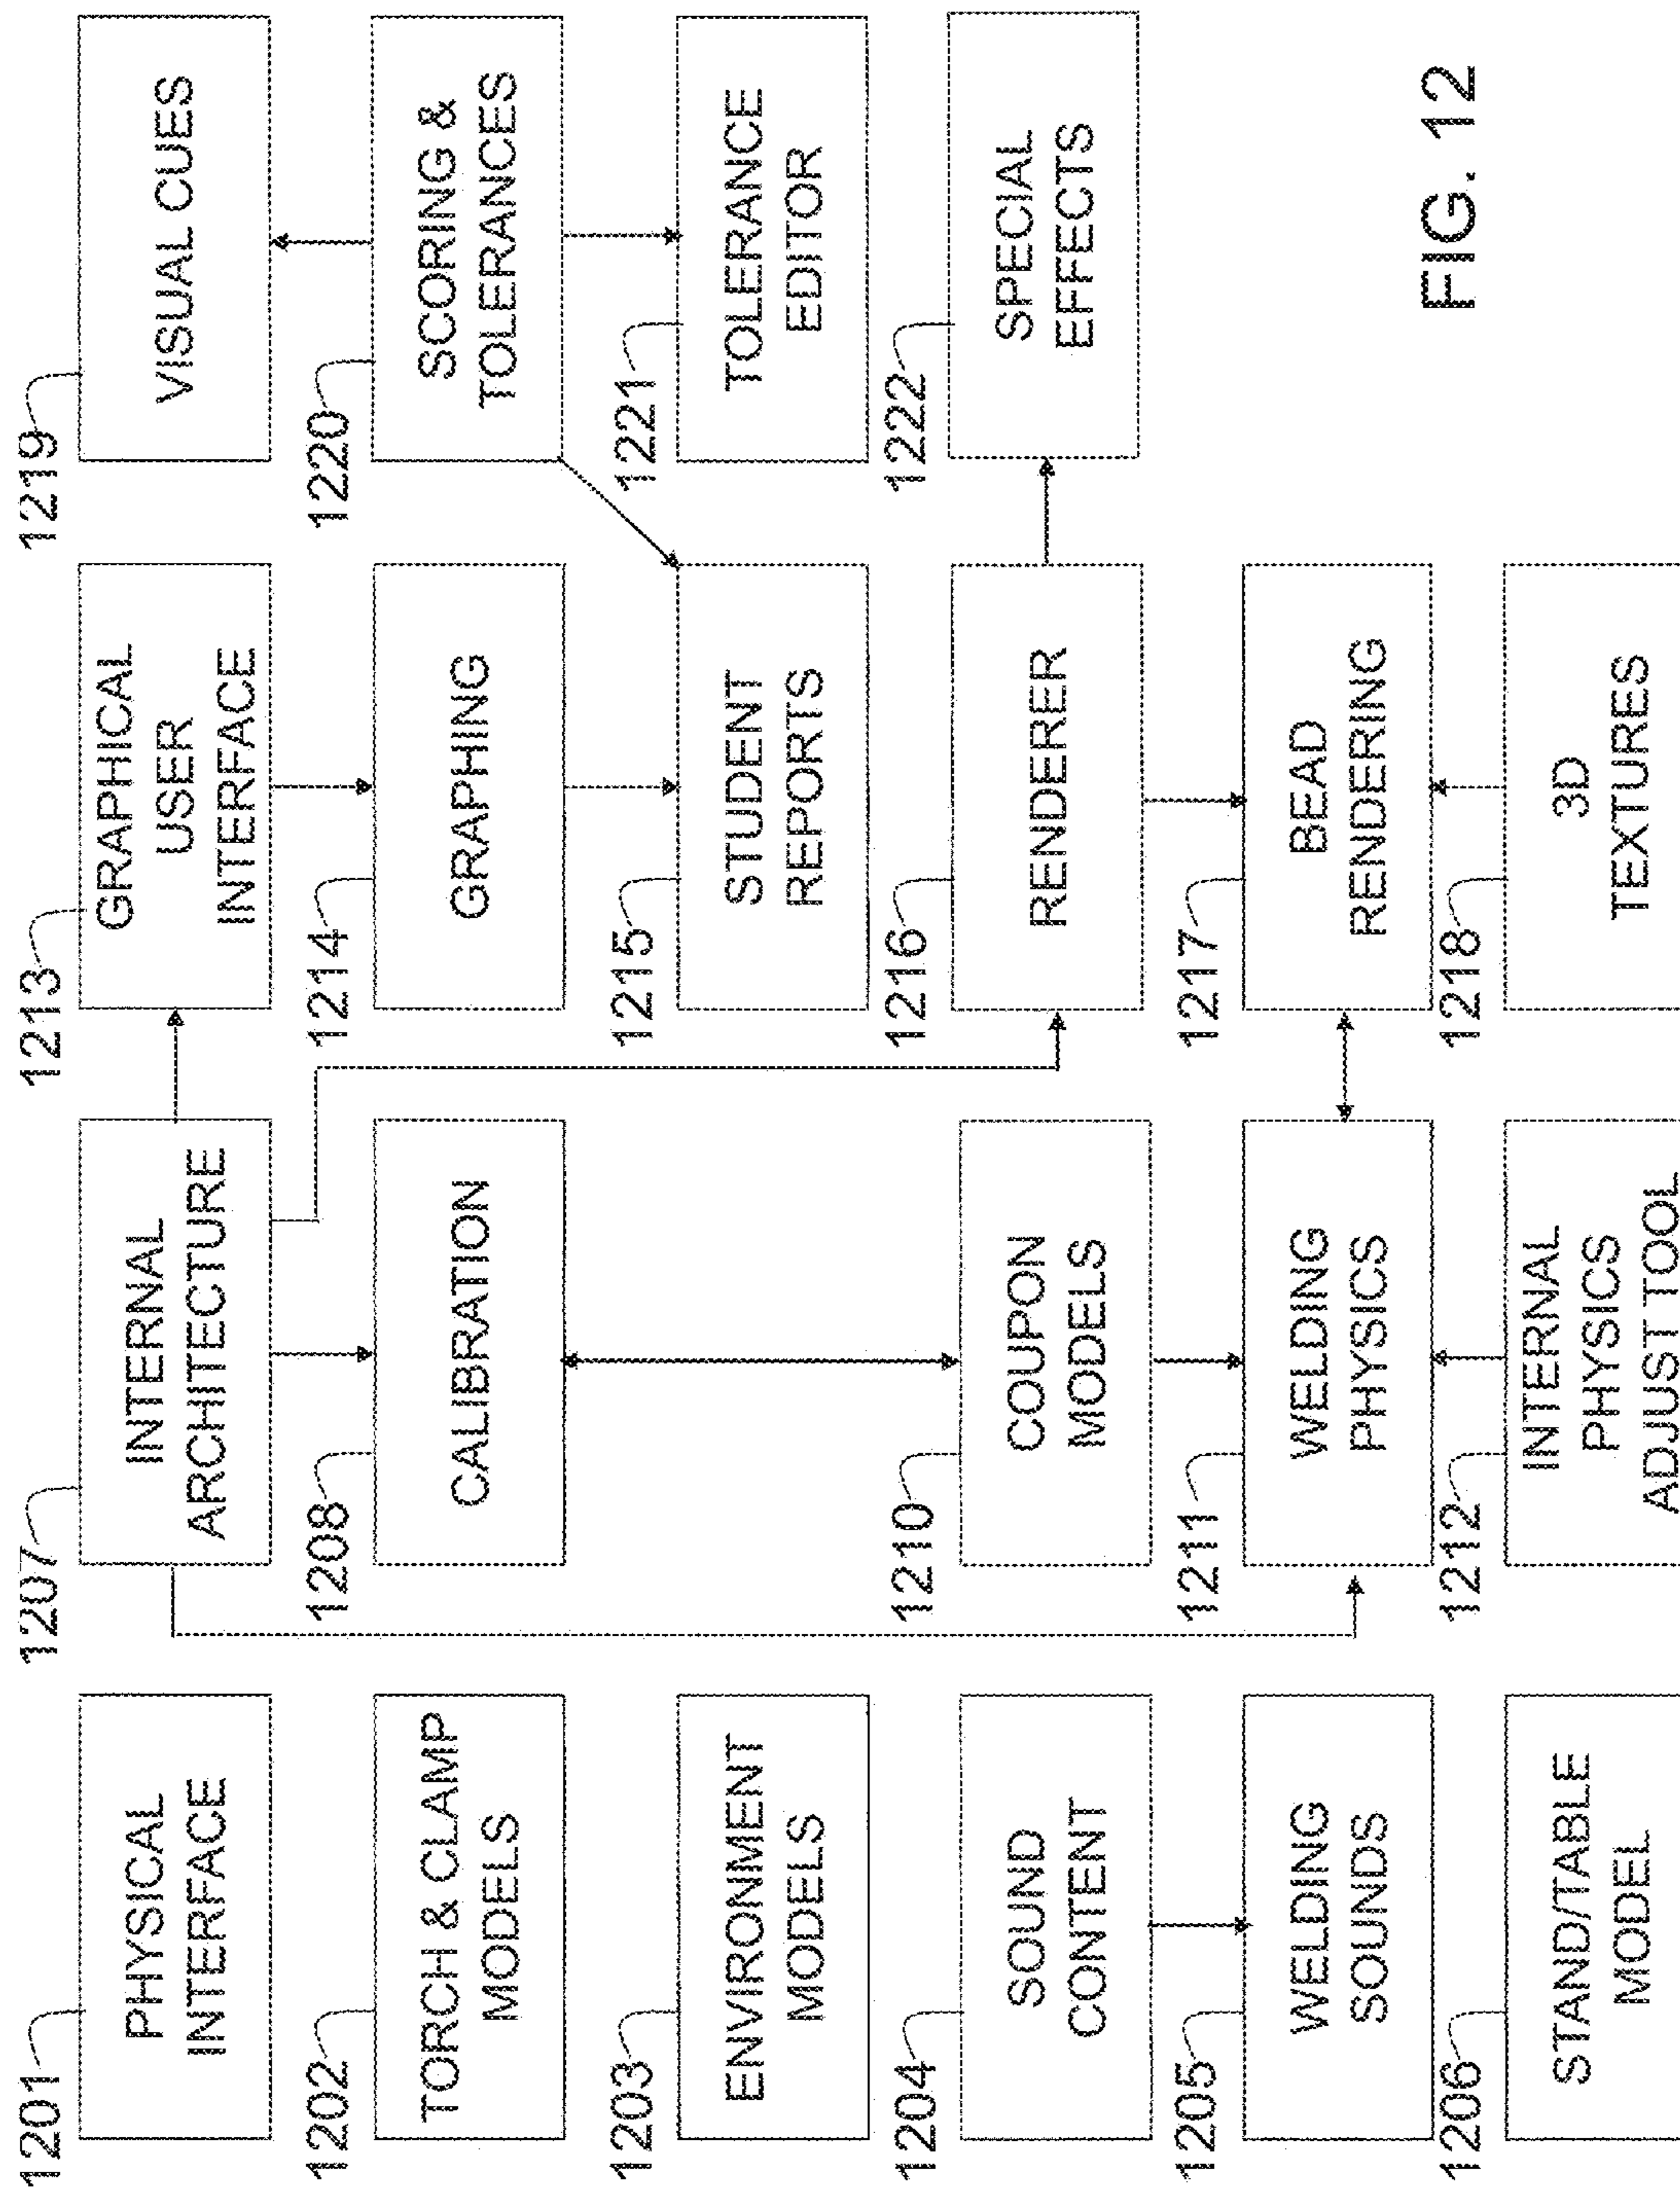 1201
PHYSICAL
INTERFACE
1202
TORCH & CLAMP
MODELS
1203
ENVIRONMENT
MODELS
1204
SOUND
CONTENT
1205
WELDING
SOUNDS
1206
STAND/TABLE
MODEL
1207
INTERNAL
ARCHITECTURE
1208
CALIBRATION
1210
COUPON
MODELS
1211
WELDING
PHYSICS
1212
INTERNAL
PHYSICS
ADJUST TOOL
1213
GRAPHICAL
USER
INTERFACE
1214
GRAPHING
1215
STUDENT
REPORTS
1216
RENDERER
1217
BEAD
RENDERING
1218
3D
TEXTURES
1219
VISUAL CUES
1220
SCORING &
TOLERANCES
1221
TOLERANCE
EDITOR
1222
SPECIAL
EFFECTS
FIG. 12